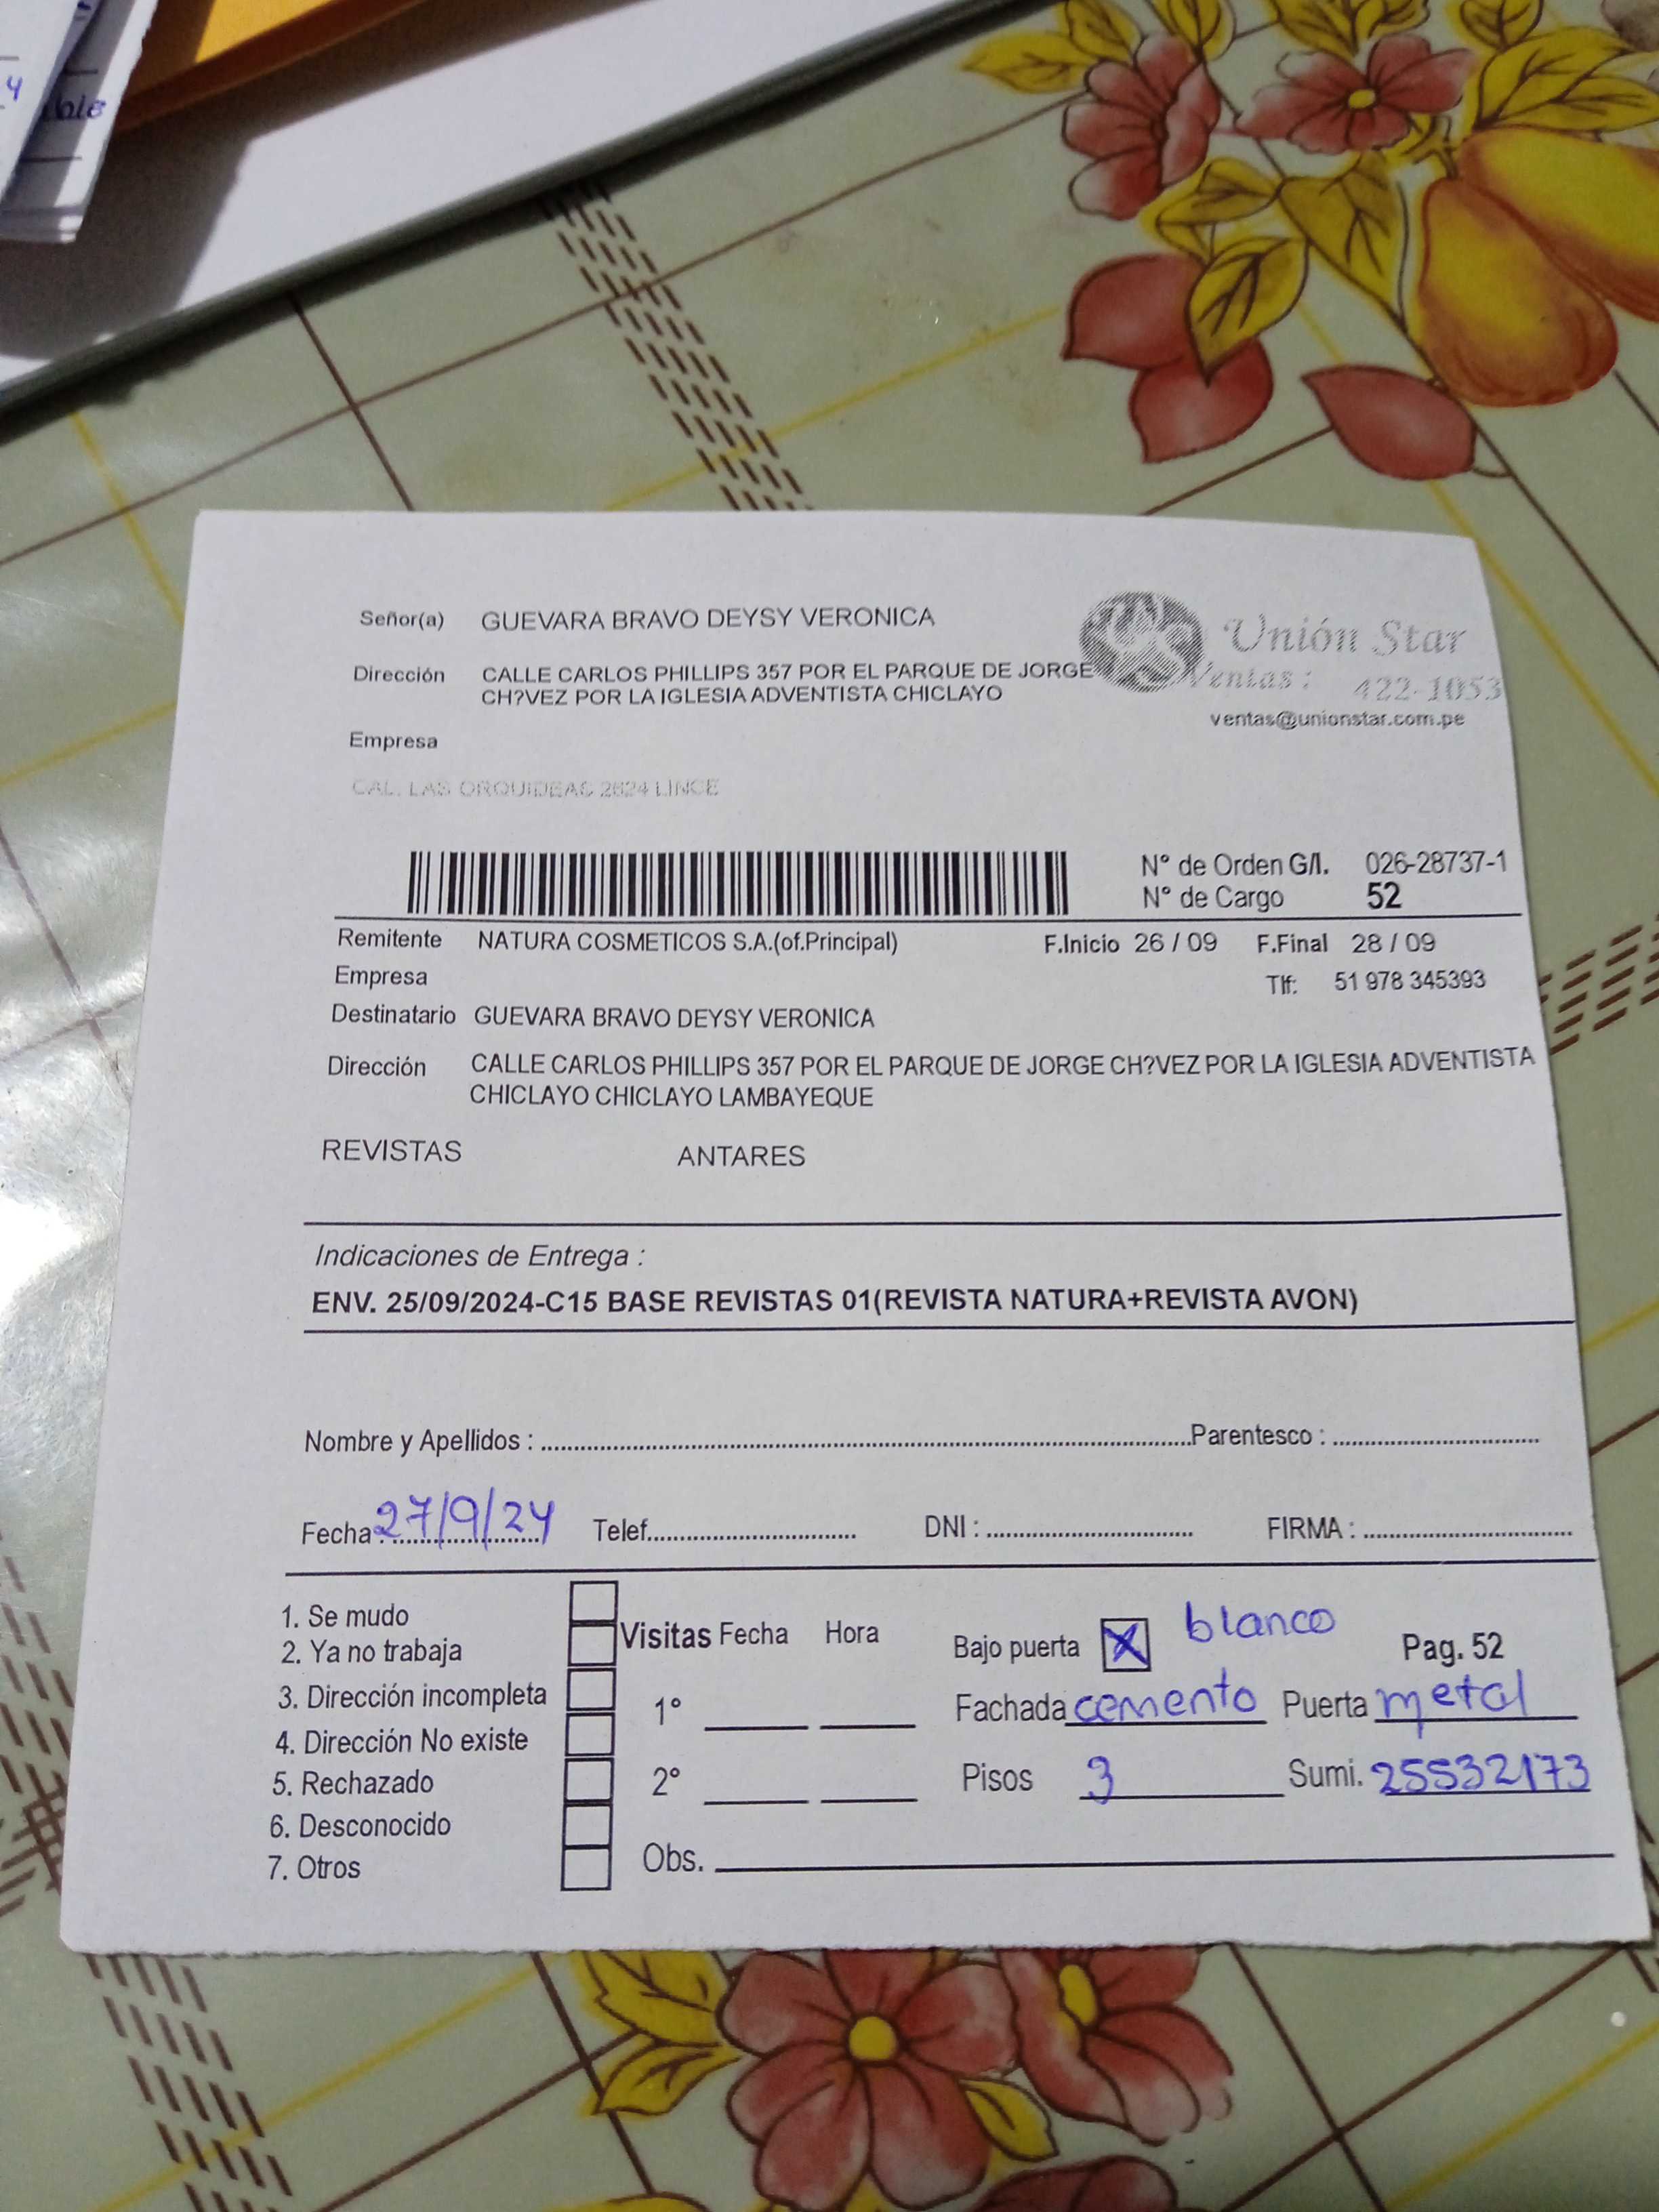 Señor(a) GUEVARA BRAVO DEYSY VERONICA
Unión Star
Dirección CALLE CARLOS PHILLIPS 357 POR EL PARQUE DE JORGE
CH?VEZ POR LA IGLESIA ADVENTISTA CHICLAYO
Ventas: 422-1053
ventas@unionstar.com.pe
Empresa
CAL. LAS ORQUIDEAS 2624 LINCE
N° de Orden G/I. 026-28737-1
N° de Cargo 52
Remitente NATURA COSMETICOS S.A.(of.Principal) F.Inicio 26 / 09 F.Final 28 / 09
Empresa Tlf: 51 978 345393
Destinatario GUEVARA BRAVO DEYSY VERONICA
Dirección CALLE CARLOS PHILLIPS 357 POR EL PARQUE DE JORGE CH?VEZ POR LA IGLESIA ADVENTISTA
CHICLAYO CHICLAYO LAMBAYEQUE
REVISTAS ANTARES
Indicaciones de Entrega :
ENV. 25/09/2024-C15 BASE REVISTAS 01(REVISTA NATURA+REVISTA AVON)
Nombre y Apellidos : Parentesco :
Fecha : 27/9/24 Telef. DNI : FIRMA :
1. Se mudo
2. Ya no trabaja
3. Dirección incompleta
4. Dirección No existe
5. Rechazado
6. Desconocido
7. Otros
Visitas Fecha Hora
1°
2°
Obs.
Bajo puerta X blanco Pag. 52
Fachada cemento Puerta metal
Pisos 3 Sumi. 25532173